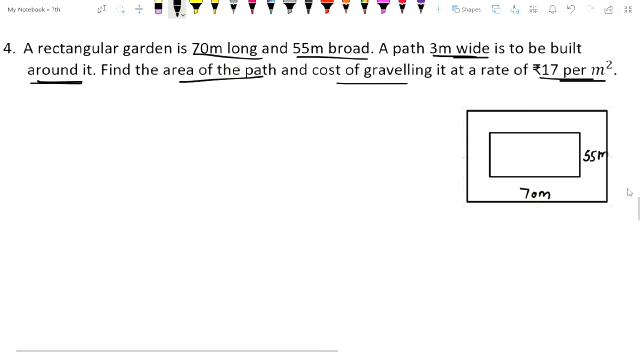 My Notebook • 7th
Shapes
4. A rectangular garden is 70m long and 55m broad. A path 3m wide is to be built
around it. Find the area of the path and cost of gravelling it at a rate of ₹17 per m².
55m
70m